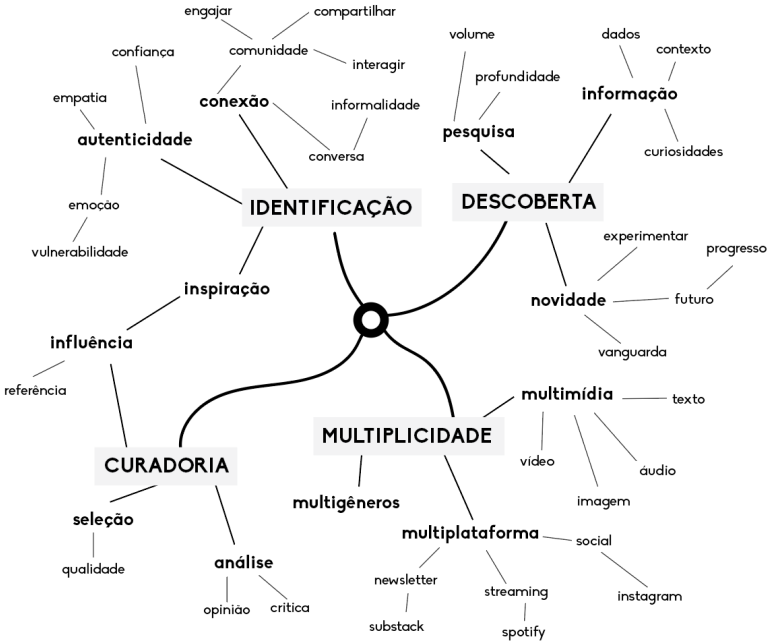 engajar
compartilhar
confiança
comunidade
interagir
empatia
conexão
informalidade
autenticidade
conversa
emoção
vulnerabilidade
IDENTIFICAÇÃO
volume
dados
contexto
profundidade
informação
pesquisa
curiosidades
DESCOBERTA
experimentar
progresso
novidade
futuro
vanguarda
inspiração
influência
referência
CURADORIA
seleção
qualidade
análise
opinião
critica
MULTIPLICIDADE
multimídia
texto
vídeo
áudio
imagem
multigêneros
multiplataforma
social
instagram
newsletter
streaming
substack
spotify